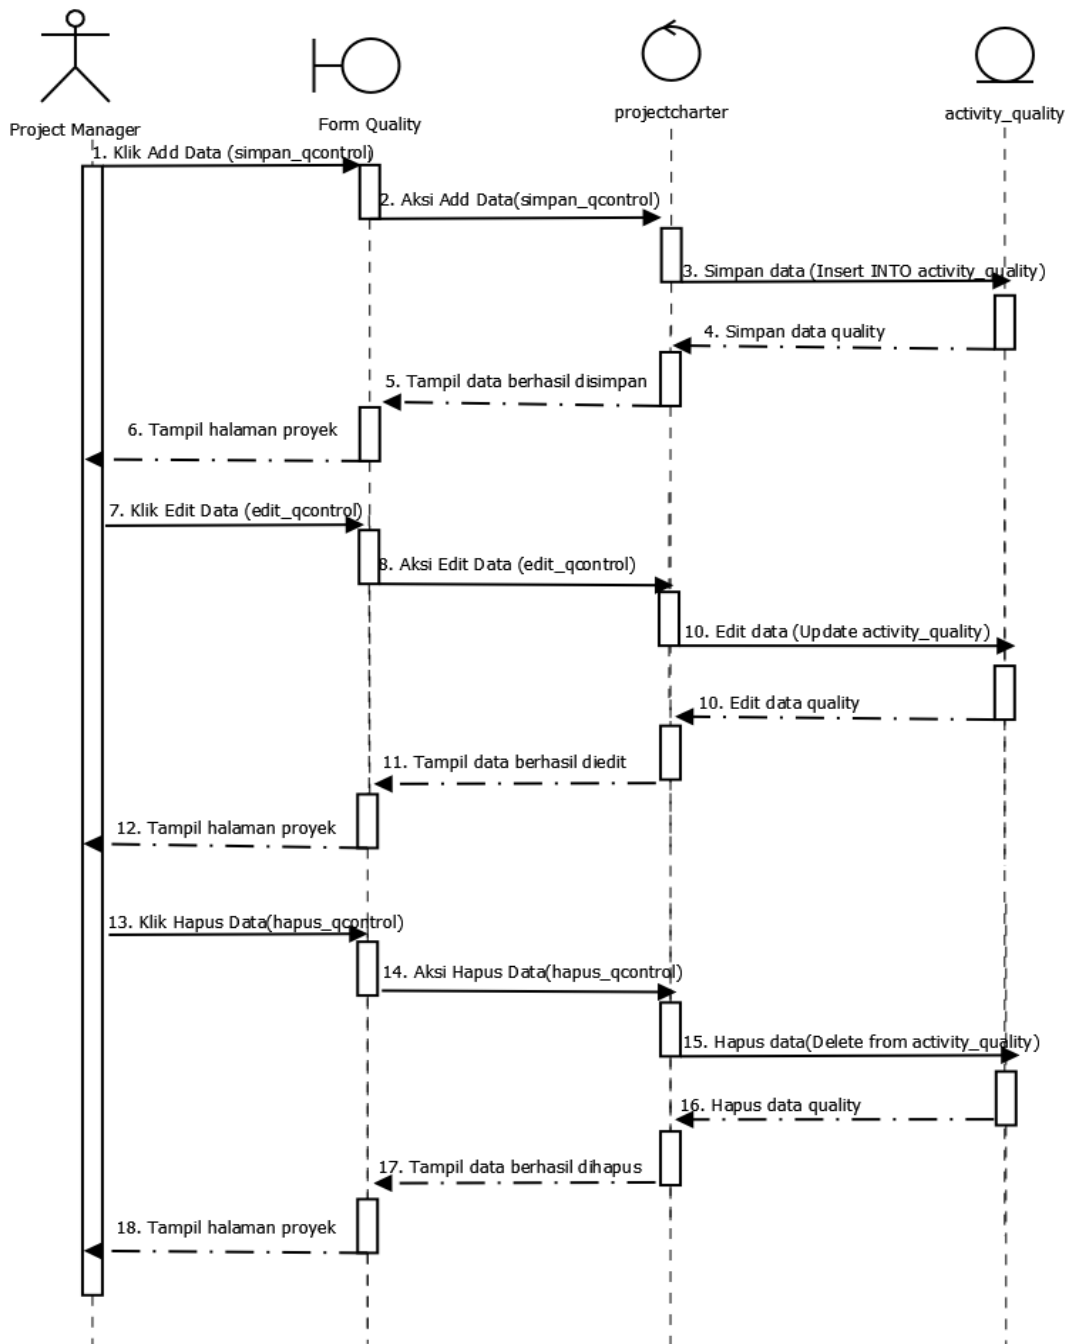 Project Manager
Form Quality
projectcharter
activity_quality
1. Klik Add Data (simpan_qcontrol)
2. Aksi Add Data(simpan_qcontrol)
3. Simpan data (Insert INTO activity_quality)
4. Simpan data quality
5. Tampil data berhasil disimpan
6. Tampil halaman proyek
7. Klik Edit Data (edit_qcontrol)
8. Aksi Edit Data (edit_qcontrol)
10. Edit data (Update activity_quality)
10. Edit data quality
11. Tampil data berhasil diedit
12. Tampil halaman proyek
13. Klik Hapus Data(hapus_qcontrol)
14. Aksi Hapus Data(hapus_qcontrol)
15. Hapus data(Delete from activity_quality)
16. Hapus data quality
17. Tampil data berhasil dihapus
18. Tampil halaman proyek